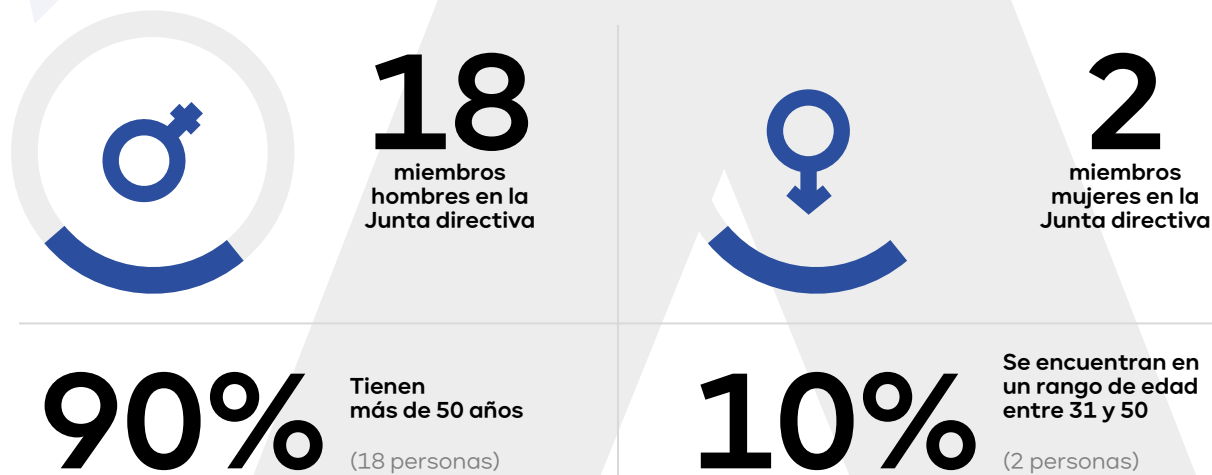 18
miembros
hombres en la
Junta directiva
2
miembros
mujeres en la
Junta directiva
90%
Tienen
más de 50 años
(18 personas)
10%
Se encuentran en
un rango de edad
entre 31 y 50
(2 personas)